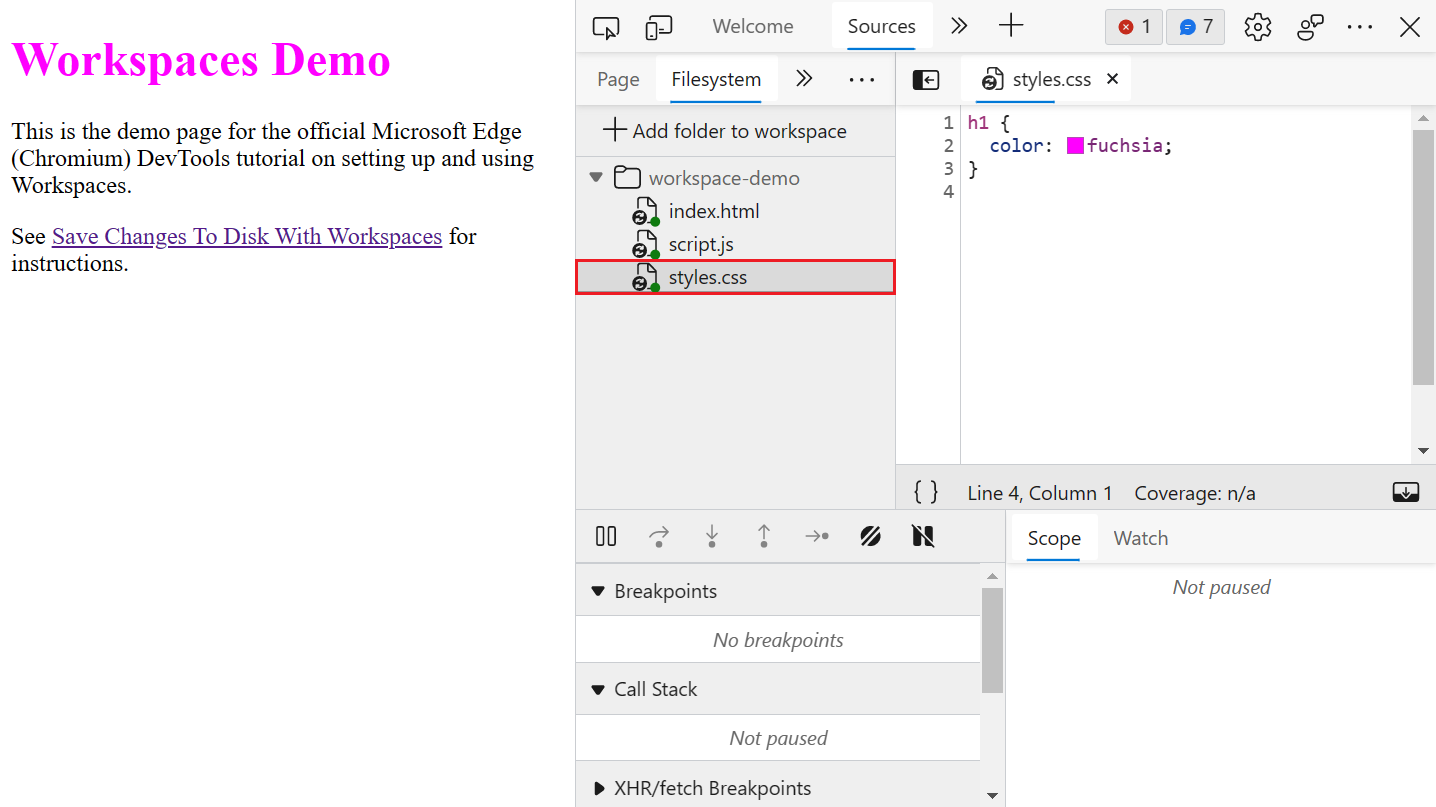 Workspaces Demo
This is the demo page for the official Microsoft Edge
(Chromium) DevTools tutorial on setting up and using
Workspaces.
See Save Changes To Disk With Workspaces for
instructions.
Welcome Sources 1 7
Page Filesystem
Add folder to workspace
workspace-demo
index.html
script.js
styles.css
styles.css
1 h1 {
2   color: fuchsia;
3 }
4
{ } Line 4, Column 1 Coverage: n/a
Breakpoints
No breakpoints
Call Stack
Not paused
XHR/fetch Breakpoints
Scope Watch
Not paused